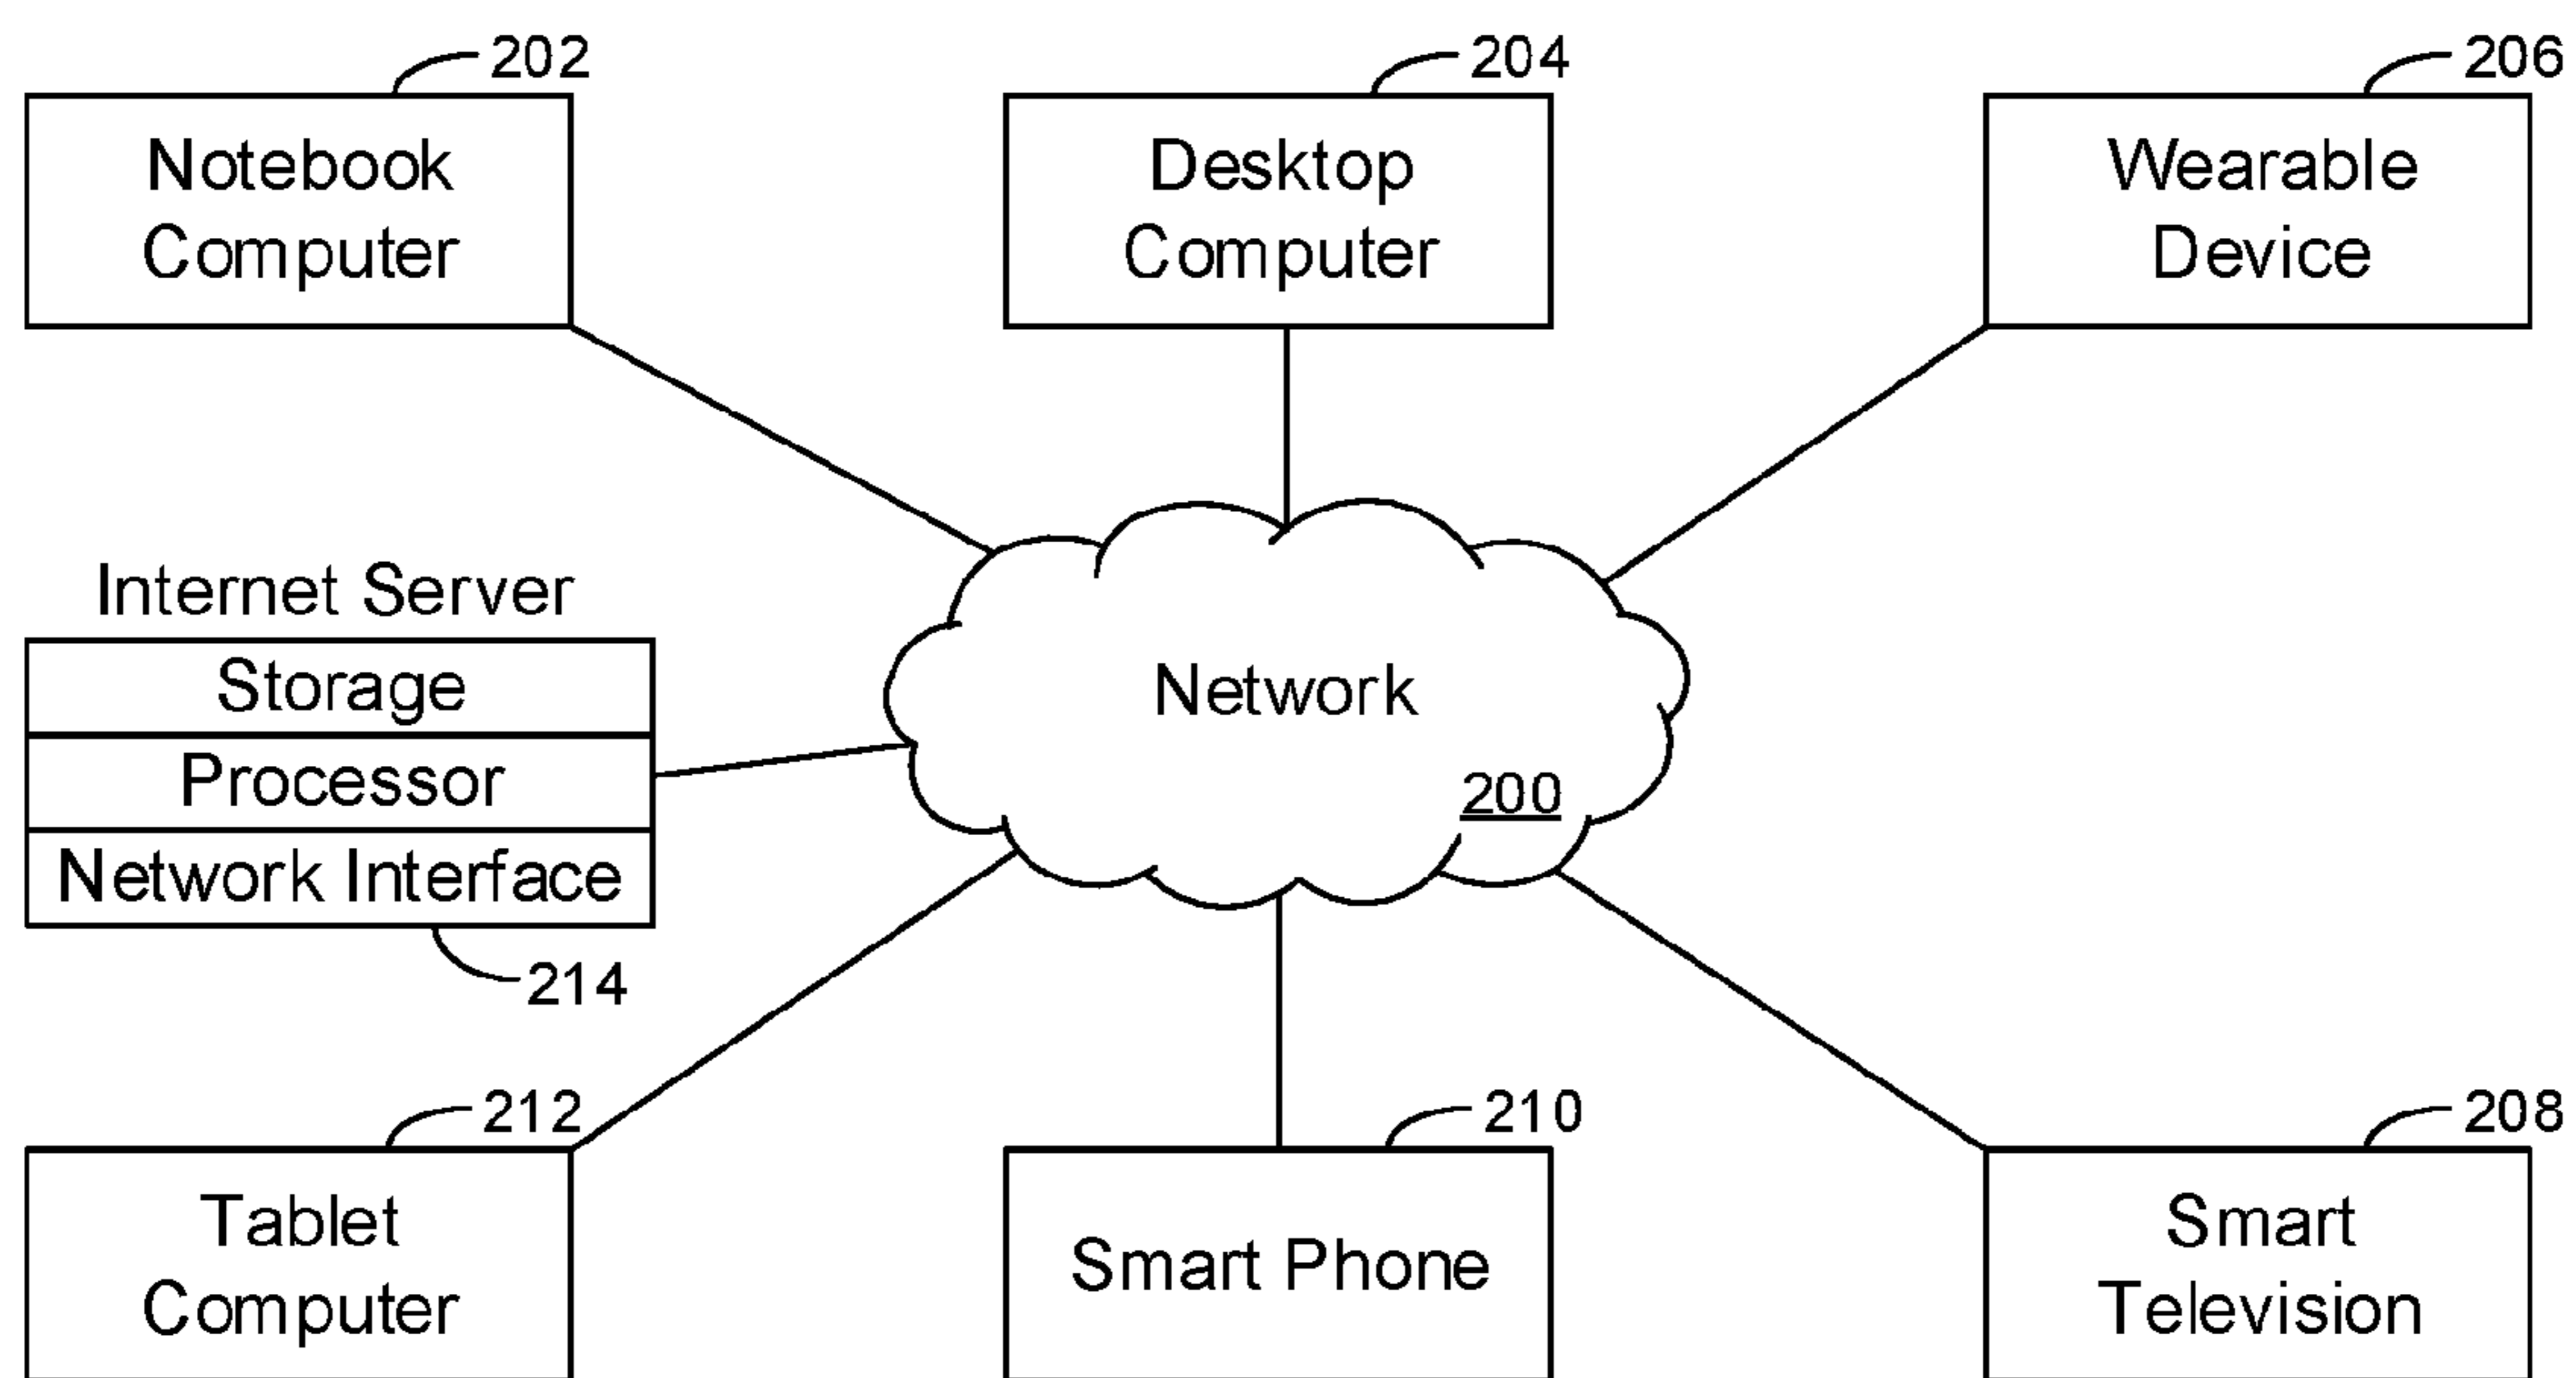 202
Notebook
Computer
204
Desktop
Computer
206
Wearable
Device
Internet Server
Storage
Processor
Network Interface
214
Network
200
212
Tablet
Computer
210
Smart Phone
208
Smart
Television